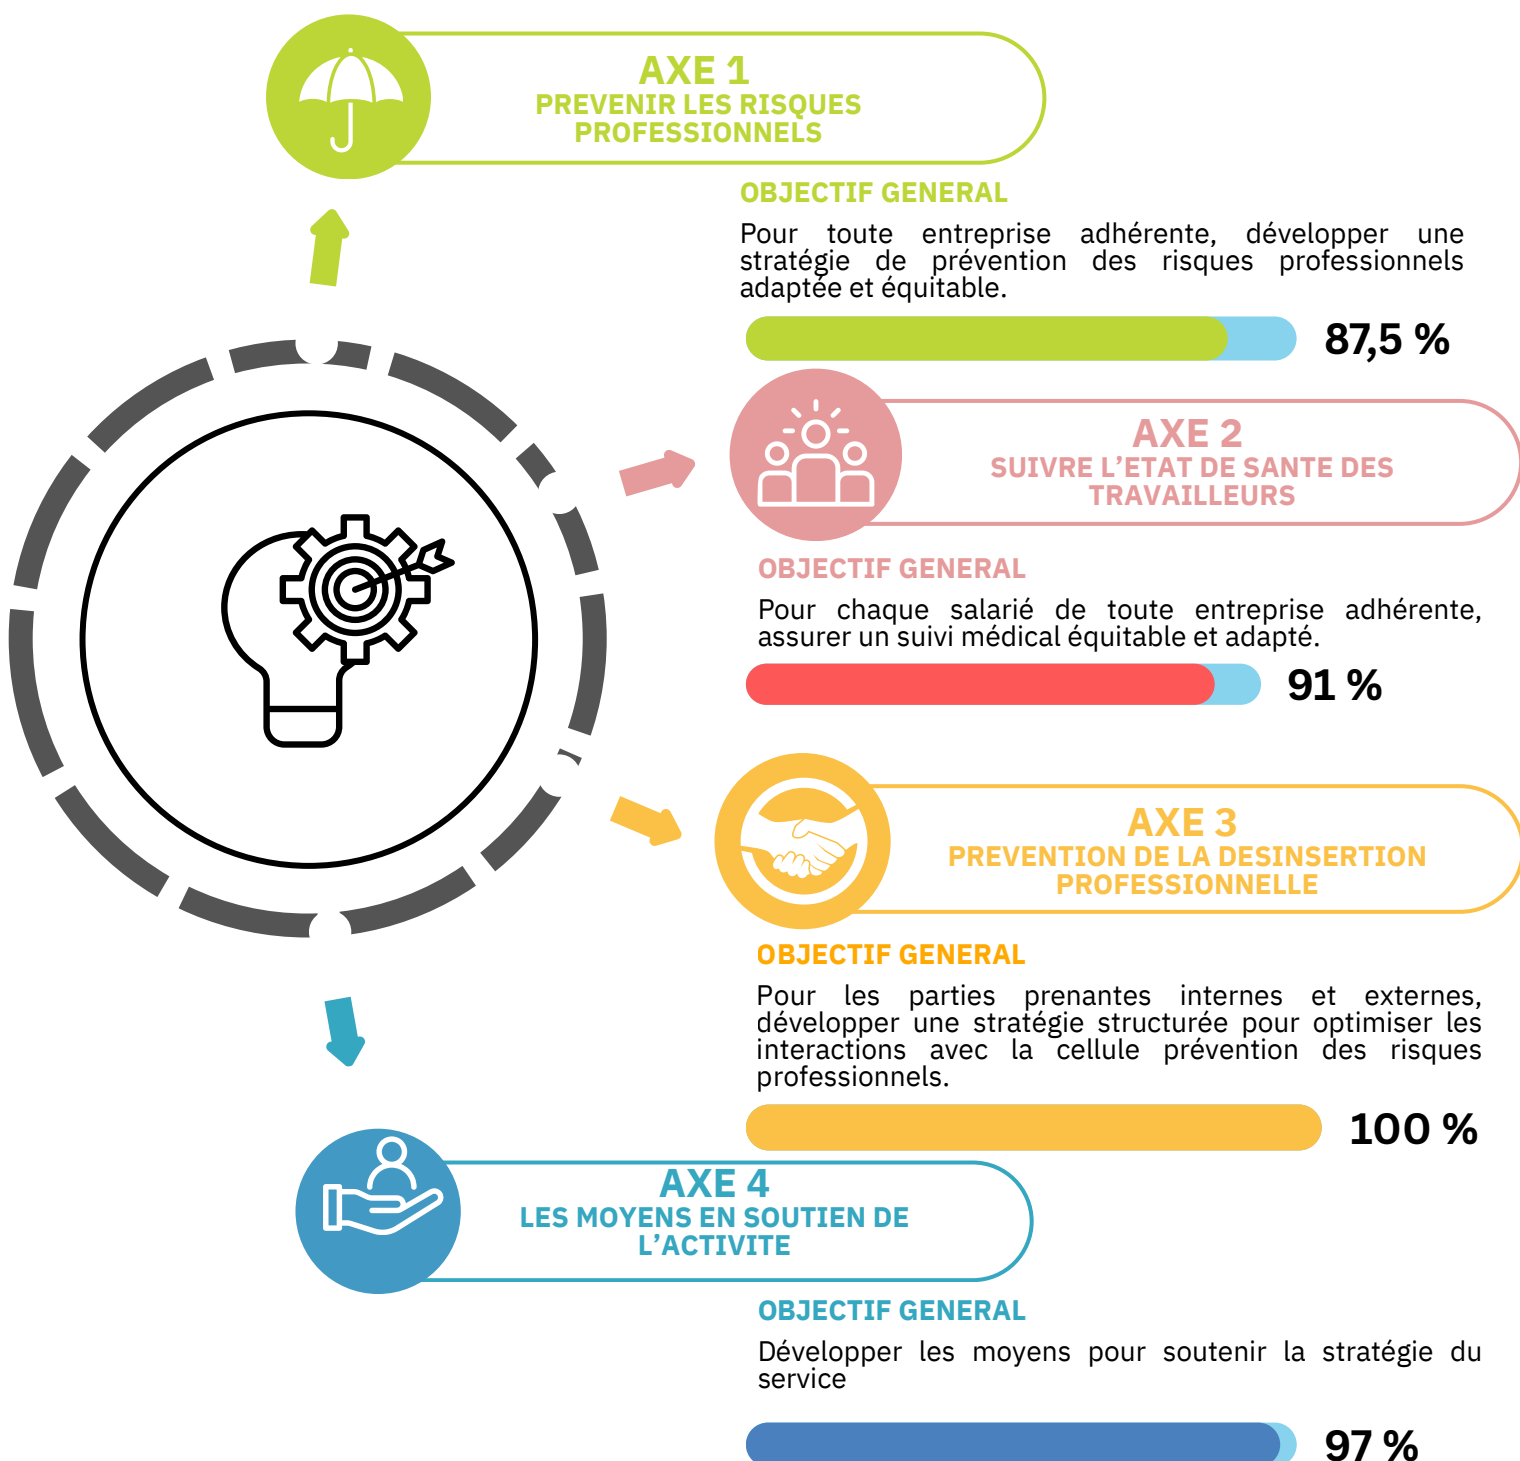 AXE 1
PREVENIR LES RISQUES
PROFESSIONNELS
OBJECTIF GENERAL
Pour toute entreprise adhérente, développer une
stratégie de prévention des risques professionnels
adaptée et équitable.
87,5 %
AXE 2
SUIVRE L’ETAT DE SANTE DES
TRAVAILLEURS
OBJECTIF GENERAL
Pour chaque salarié de toute entreprise adhérente,
assurer un suivi médical équitable et adapté.
91 %
AXE 3
PREVENTION DE LA DESINSERTION
PROFESSIONNELLE
OBJECTIF GENERAL
Pour les parties prenantes internes et externes,
développer une stratégie structurée pour optimiser les
interactions avec la cellule prévention des risques
professionnels.
100 %
AXE 4
LES MOYENS EN SOUTIEN DE
L’ACTIVITE
OBJECTIF GENERAL
Développer les moyens pour soutenir la stratégie du
service
97 %